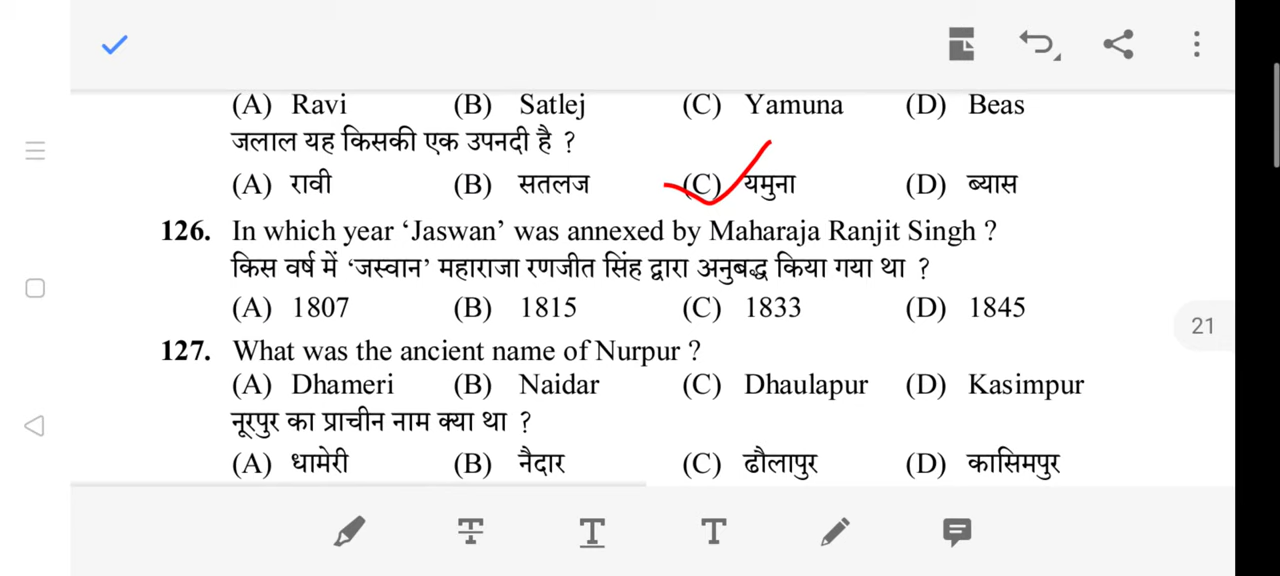 (A) Ravi (B) Satlej (C) Yamuna (D) Beas
जलाल यह किसकी एक उपनदी है ?
(A) रावी (B) सतलज (C) यमुना (D) ब्यास
126. In which year ‘Jaswan’ was annexed by Maharaja Ranjit Singh ?
किस वर्ष में ‘जस्वान’ महाराजा रणजीत सिंह द्वारा अनुबद्ध किया गया था ?
(A) 1807 (B) 1815 (C) 1833 (D) 1845
21
127. What was the ancient name of Nurpur ?
(A) Dhameri (B) Naidar (C) Dhaulapur (D) Kasimpur
नूरपुर का प्राचीन नाम क्या था ?
(A) धामेरी (B) नैदार (C) ढौलापुर (D) कासिमपुर
T T T